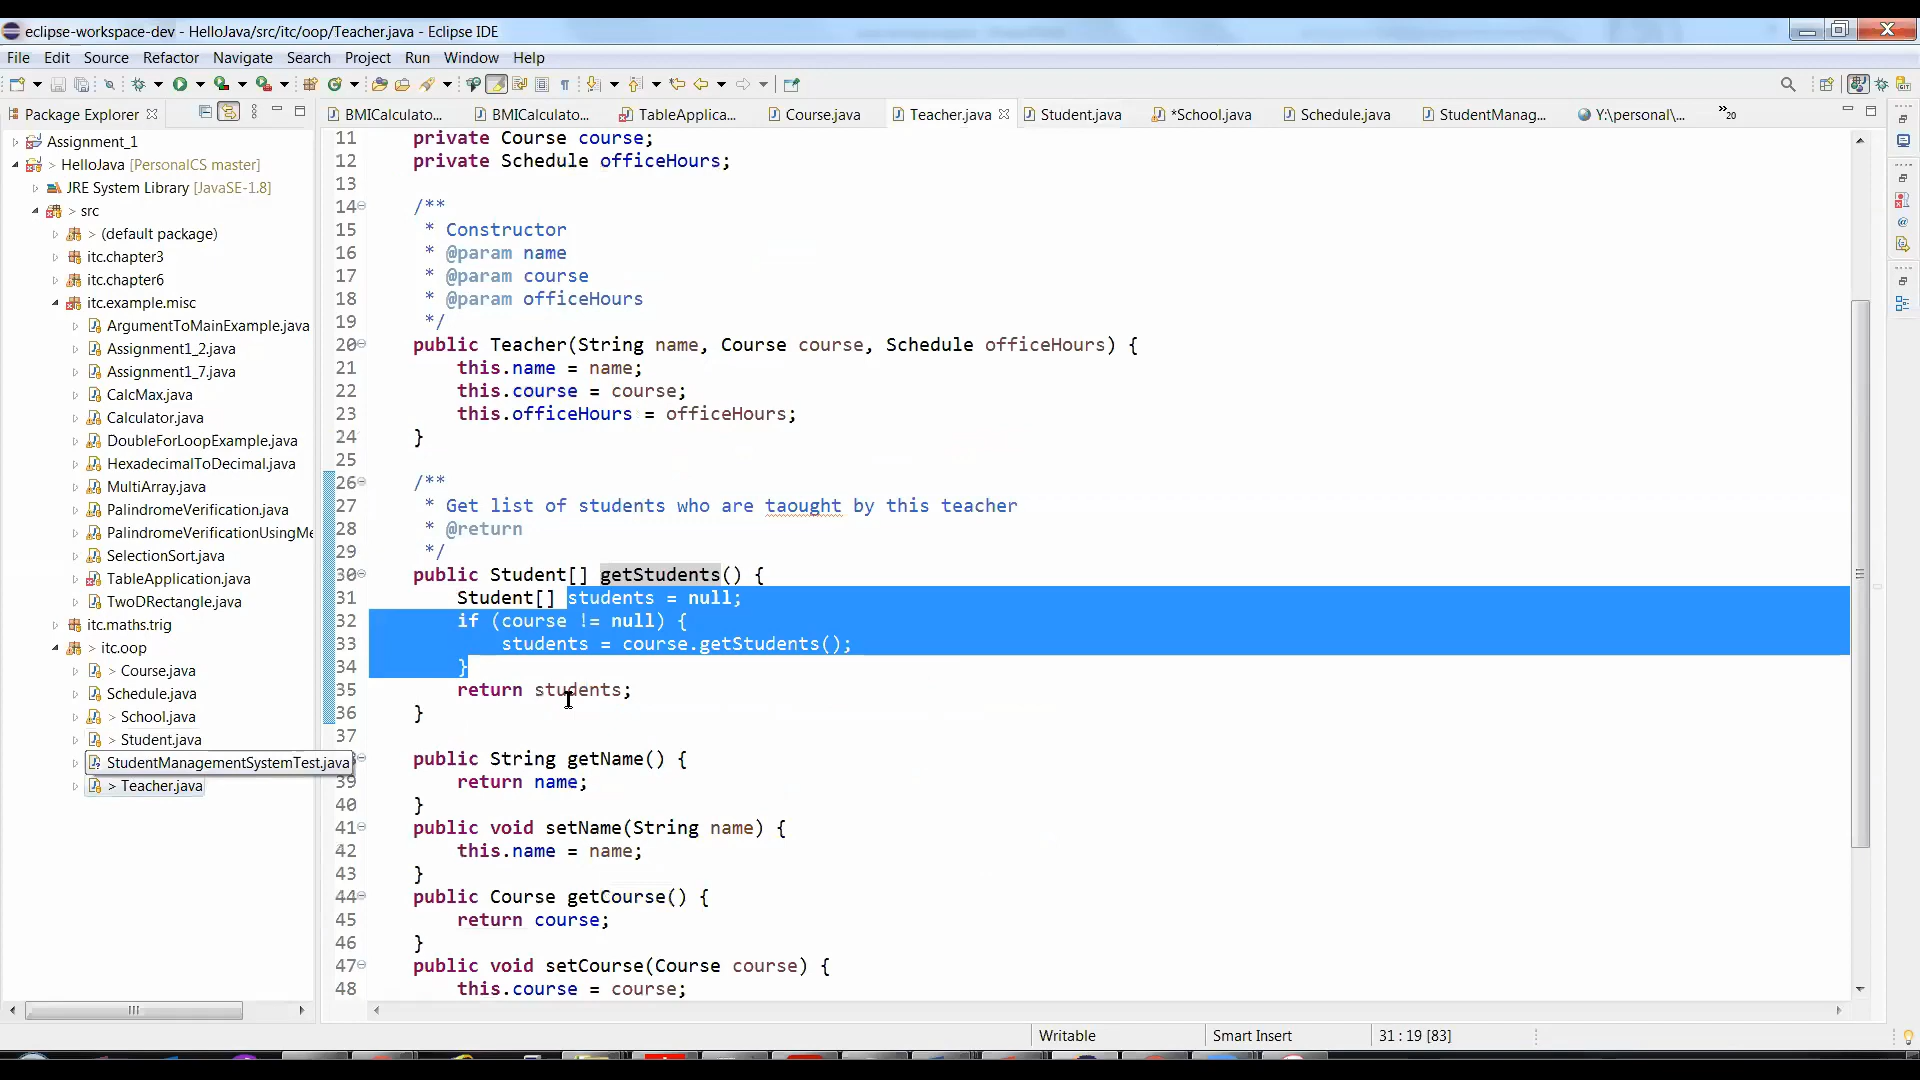 eclipse-workspace-dev - HelloJava/src/itc/oop/Teacher.java - Eclipse IDE
File Edit Source Refactor Navigate Search Project Run Window Help
Package Explorer
BMICalculato... BMICalculato... TableApplica... Course.java Teacher.java Student.java *School.java Schedule.java StudentManag... Y:\personal\... »20
Assignment_1
HelloJava [PersonalCS master]
JRE System Library [JavaSE-1.8]
> src
> (default package)
itc.chapter3
itc.chapter6
itc.example.misc
ArgumentToMainExample.java
Assignment1_2.java
Assignment1_7.java
CalcMax.java
Calculator.java
DoubleForLoopExample.java
HexadecimalToDecimal.java
MultiArray.java
PalindromeVerification.java
PalindromeVerificationUsingMe
SelectionSort.java
TableApplication.java
TwoDRectangle.java
itc.maths.trig
> itc.oop
> Course.java
Schedule.java
> School.java
> Student.java
StudentManagementSystemTest.java
> Teacher.java
11 private Course course;
12 private Schedule officeHours;
13
14 /**
15 * Constructor
16 * @param name
17 * @param course
18 * @param officeHours
19 */
20 public Teacher(String name, Course course, Schedule officeHours) {
21 this.name = name;
22 this.course = course;
23 this.officeHours = officeHours;
24 }
25
26 /**
27 * Get list of students who are taought by this teacher
28 * @return
29 */
30 public Student[] getStudents() {
31 Student[] students = null;
32 if (course != null) {
33 students = course.getStudents();
34 }
35 return students;
36 }
37
public String getName() {
39 return name;
40 }
41 public void setName(String name) {
42 this.name = name;
43 }
44 public Course getCourse() {
45 return course;
46 }
47 public void setCourse(Course course) {
48 this.course = course;
Writable Smart Insert 31 : 19 [83]